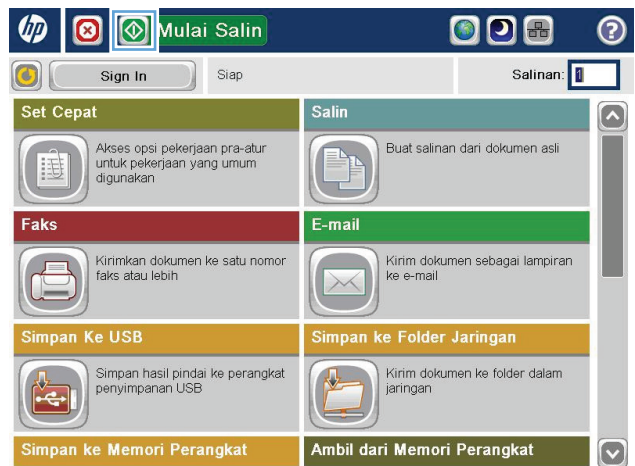 hp
Mulai Salin
?
Sign In
Siap
Salinan: 1
Set Cepat
Akses opsi pekerjaan pra-atur
untuk pekerjaan yang umum
digunakan
Salin
Buat salinan dari dokumen asli
Faks
Kirimkan dokumen ke satu nomor
faks atau lebih
E-mail
Kirim dokumen sebagai lampiran
ke e-mail
Simpan Ke USB
Simpan hasil pindai ke perangkat
penyimpanan USB
Simpan ke Folder Jaringan
Kirim dokumen ke folder dalam
jaringan
Simpan ke Memori Perangkat
Ambil dari Memori Perangkat